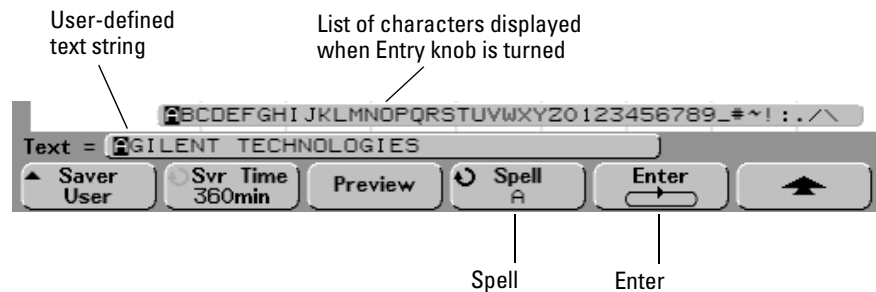 User-defined
text string
List of characters displayed
when Entry knob is turned
ABCDEFGHIJKLMNOPQRSTUVWXYZ0123456789_#~!:./\
Text = AGILENT TECHNOLOGIES
Saver
User
Svr Time
360min
Preview
Spell
A
Enter
Spell
Enter